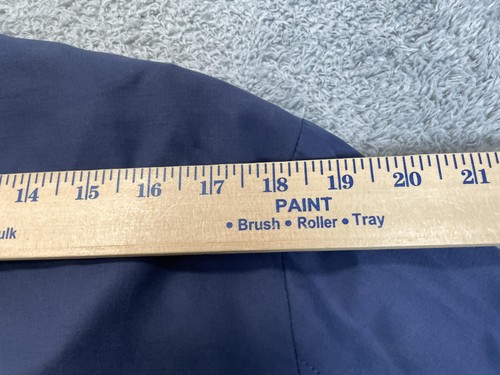 14 15 16 17 18 19 20 21
PAINT
• Brush • Roller • Tray
ulk